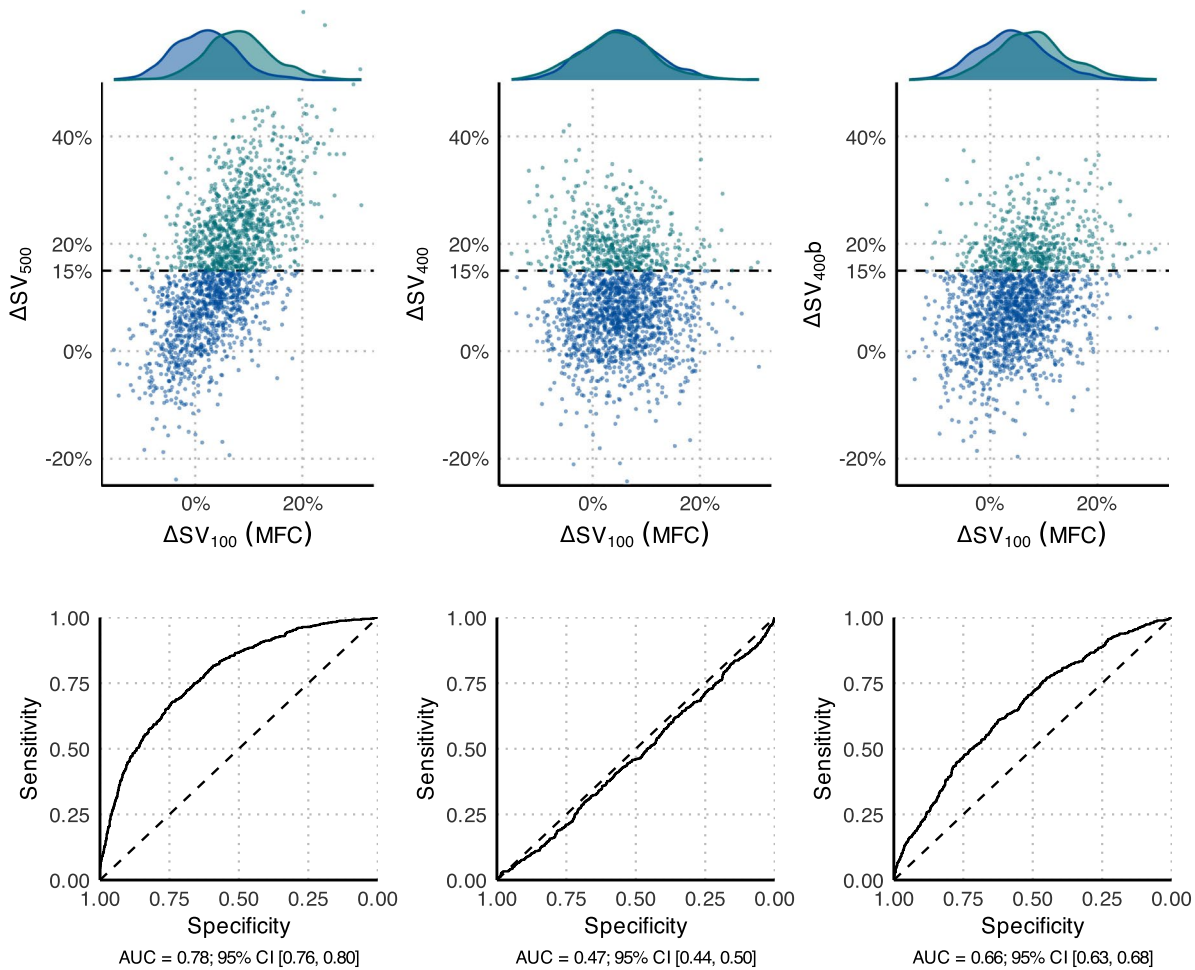 40%
20%
15%
0%
-20%
ΔSV500
0%
20%
ΔSV100 (MFC)
40%
20%
15%
0%
-20%
ΔSV400
0%
20%
ΔSV100 (MFC)
40%
20%
15%
0%
-20%
ΔSV400b
0%
20%
ΔSV100 (MFC)
1.00
0.75
0.50
0.25
0.00
Sensitivity
1.00 0.75 0.50 0.25 0.00
Specificity
AUC = 0.78; 95% CI [0.76, 0.80]
1.00
0.75
0.50
0.25
0.00
Sensitivity
1.00 0.75 0.50 0.25 0.00
Specificity
AUC = 0.47; 95% CI [0.44, 0.50]
1.00
0.75
0.50
0.25
0.00
Sensitivity
1.00 0.75 0.50 0.25 0.00
Specificity
AUC = 0.66; 95% CI [0.63, 0.68]